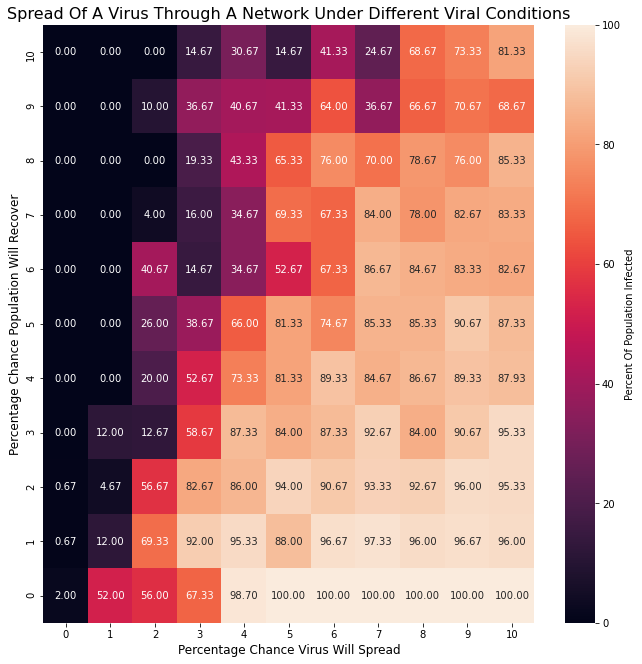 Spread Of A Virus Through A Network Under Different Viral Conditions
10 0.00 0.00 0.00 14.67 30.67 14.67 41.33 24.67 68.67 73.33 81.33
9 0.00 0.00 10.00 36.67 40.67 41.33 64.00 36.67 66.67 70.67 68.67
8 0.00 0.00 0.00 19.33 43.33 65.33 76.00 70.00 78.67 76.00 85.33
7 0.00 0.00 4.00 16.00 34.67 69.33 67.33 84.00 78.00 82.67 83.33
6 0.00 0.00 40.67 14.67 34.67 52.67 67.33 86.67 84.67 83.33 82.67
5 0.00 0.00 26.00 38.67 66.00 81.33 74.67 85.33 85.33 90.67 87.33
4 0.00 0.00 20.00 52.67 73.33 81.33 89.33 84.67 86.67 89.33 87.93
3 0.00 12.00 12.67 58.67 87.33 84.00 87.33 92.67 84.00 90.67 95.33
2 0.67 4.67 56.67 82.67 86.00 94.00 90.67 93.33 92.67 96.00 95.33
1 0.67 12.00 69.33 92.00 95.33 88.00 96.67 97.33 96.00 96.67 96.00
0 2.00 52.00 56.00 67.33 98.70 100.00 100.00 100.00 100.00 100.00 100.00
0 1 2 3 4 5 6 7 8 9 10
Percentage Chance Virus Will Spread
Percentage Chance Population Will Recover
100
80
60
40
20
0
Percent Of Population Infected